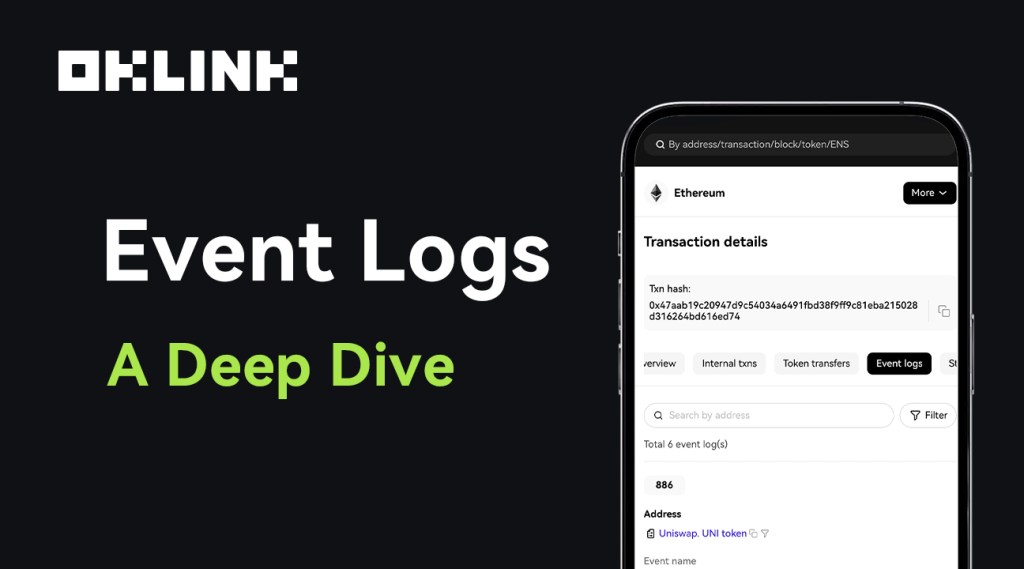 OKLINK
Event Logs
A Deep Dive
By address/transaction/block/token/ENS
Ethereum
More
Transaction details
Txn hash:
0x47aab19c20947d9c54034a6491fbd38f9ff9c81eba215028
d316264bd616ed74
verview Internal txns Token transfers Event logs St
Search by address Filter
Total 6 event log(s)
886
Address
Uniswap. UNI token
Event name